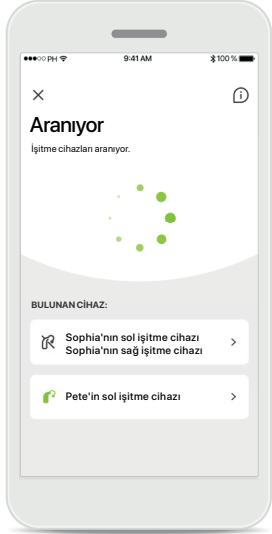 PH 9:41 AM 100 %
Aranıyor
İşitme cihazları aranıyor.
BULUNAN CİHAZ:
Sophia'nın sol işitme cihazı
Sophia'nın sağ işitme cihazı
Pete'in sol işitme cihazı